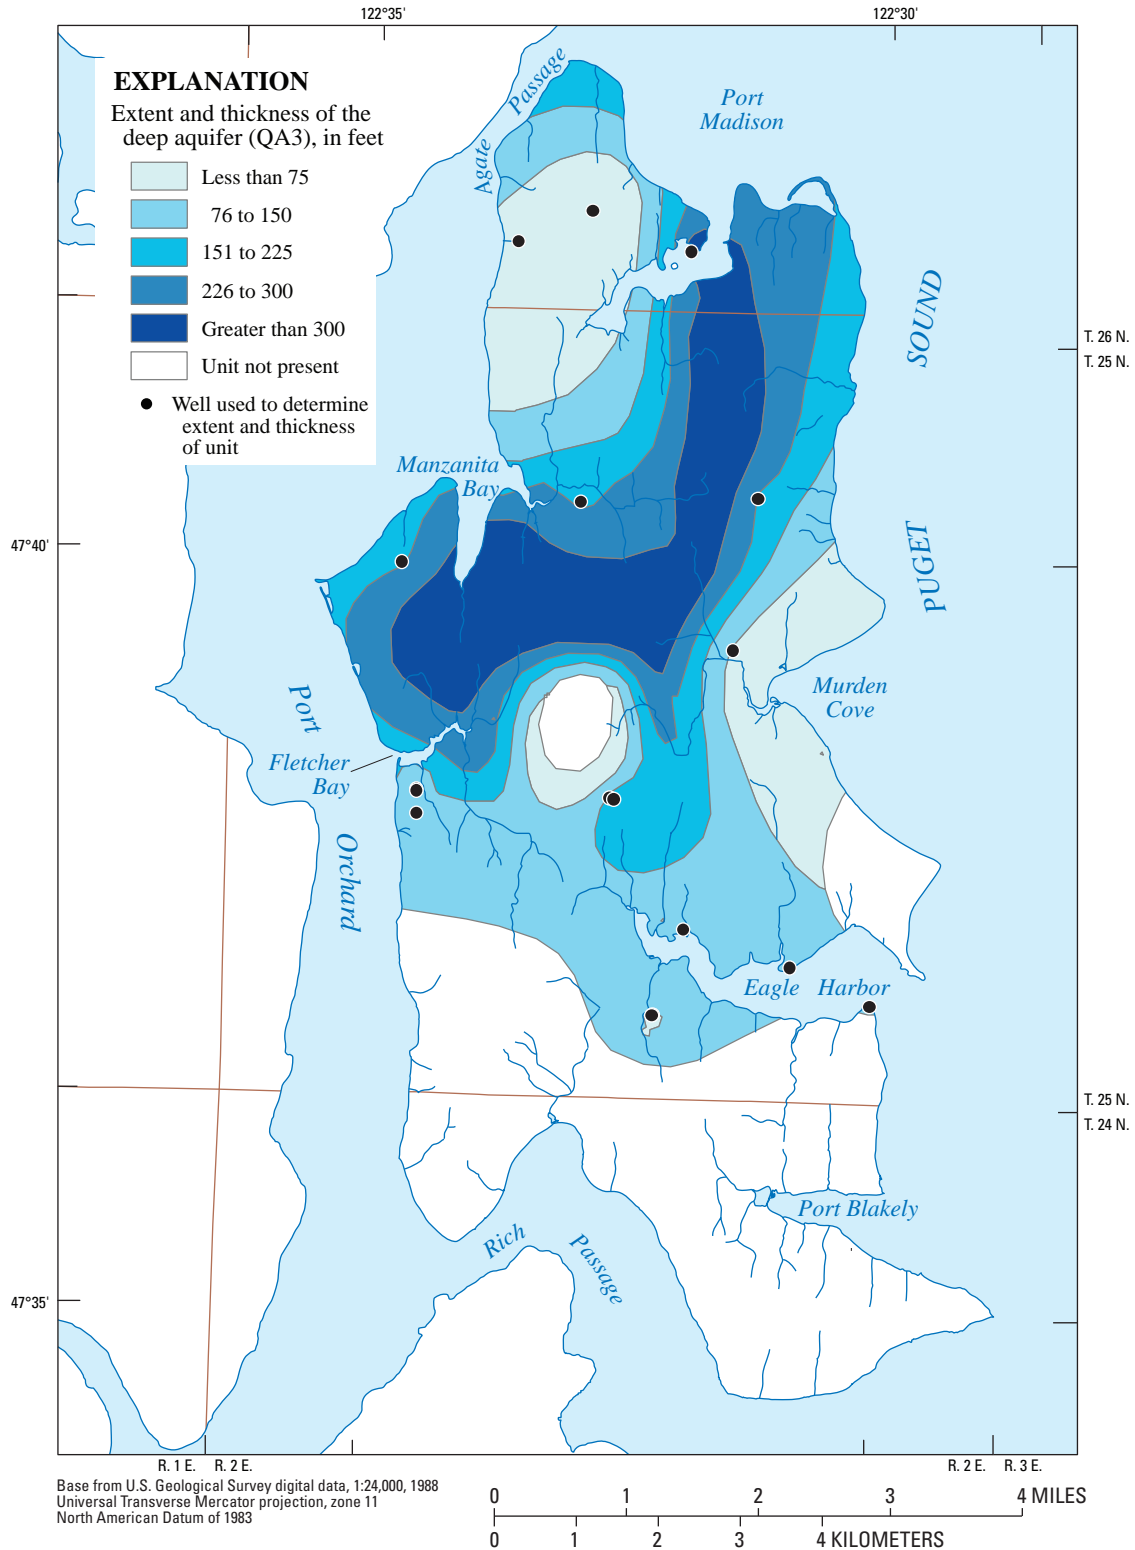 122°35'
122°30'
EXPLANATION
Extent and thickness of the
deep aquifer (QA3), in feet
Less than 75
76 to 150
151 to 225
226 to 300
Greater than 300
Unit not present
Well used to determine
extent and thickness
of unit
Agate Passage
Port
Madison
SOUND
T. 26 N.
T. 25 N.
Manzanita
Bay
47°40'
PUGET
Port
Murden
Cove
Fletcher
Bay
Orchard
Eagle Harbor
T. 25 N.
T. 24 N.
Port Blakely
Rich Passage
47°35'
R. 1 E. R. 2 E.
R. 2 E. R. 3 E.
Base from U.S. Geological Survey digital data, 1:24,000, 1988
Universal Transverse Mercator projection, zone 11
North American Datum of 1983
0 1 2 3 4 MILES
0 1 2 3 4 KILOMETERS